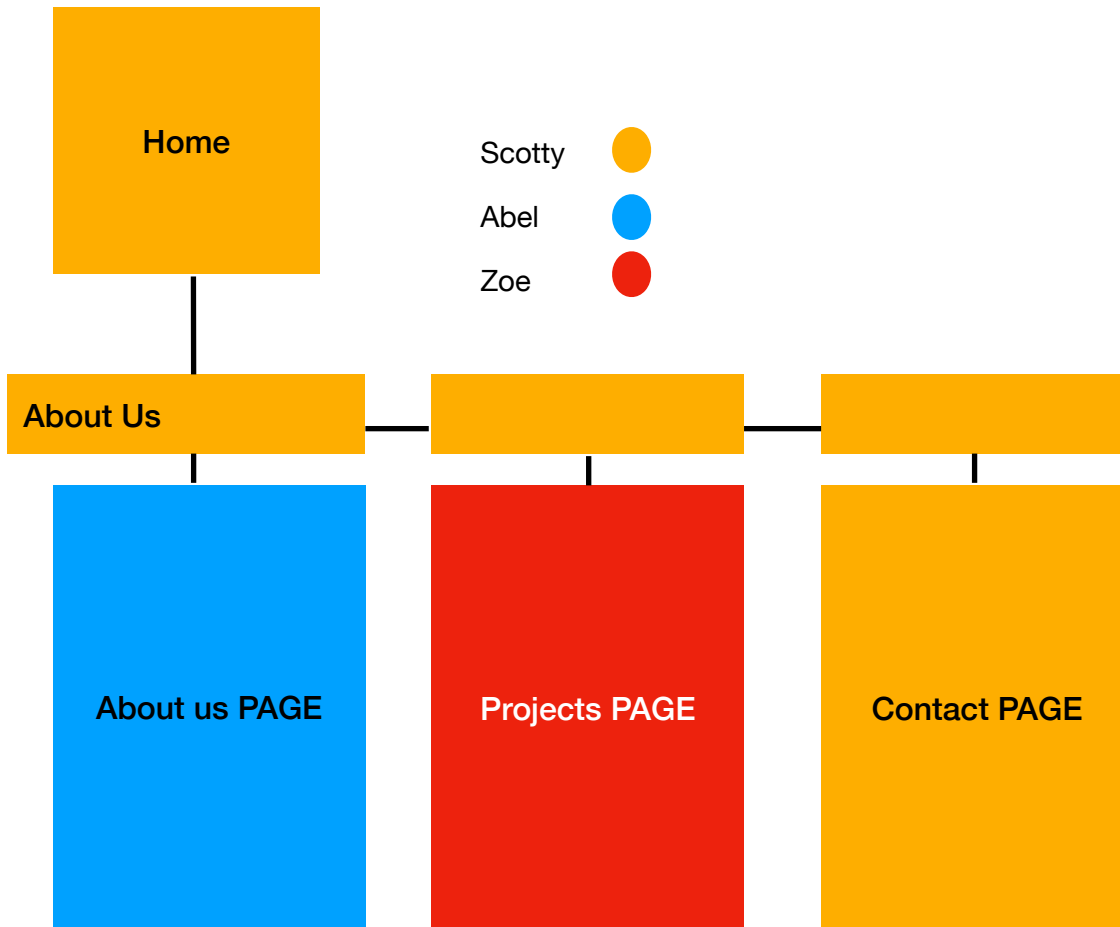 Home
Scotty
Abel
Zoe
About Us
About us PAGE
Projects PAGE
Contact PAGE